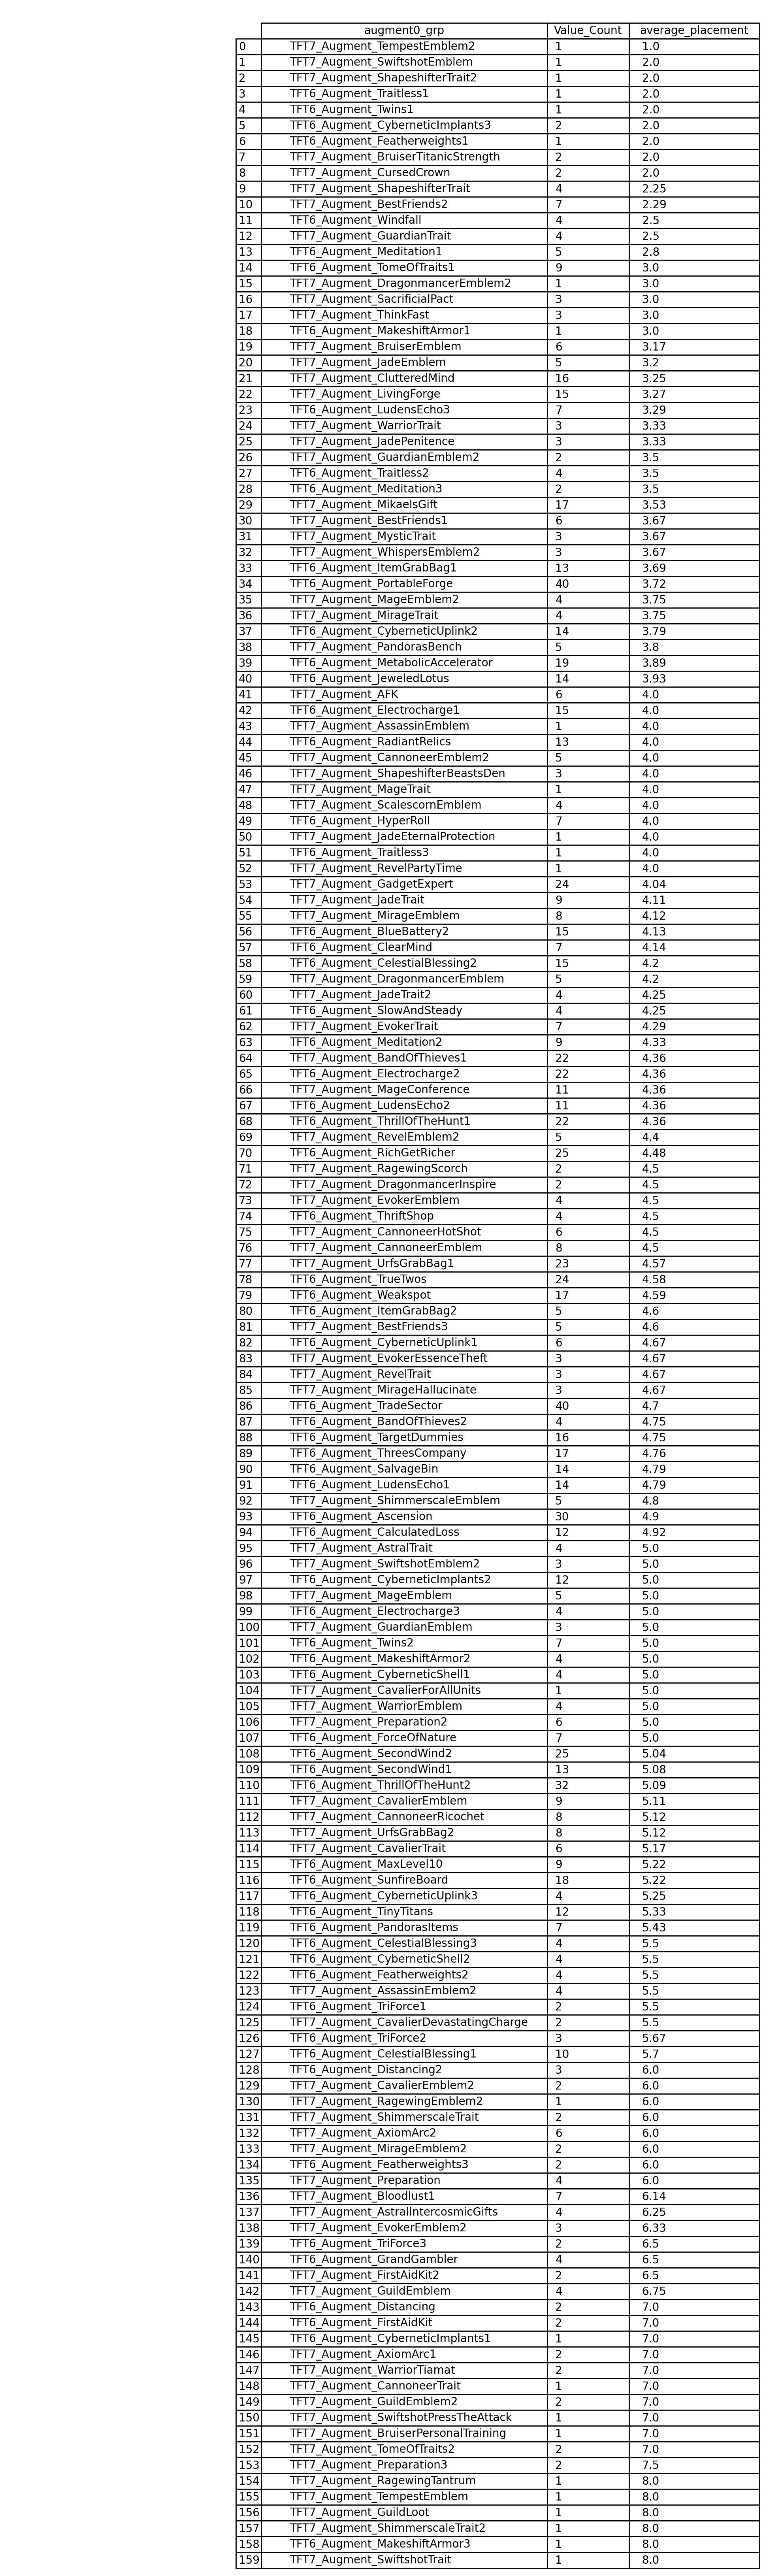 augment0_grp Value_Count average_placement
0 TFT7_Augment_TempestEmblem2 1 1.0
1 TFT7_Augment_SwiftshotEmblem 1 2.0
2 TFT7_Augment_ShapeshifterTrait2 1 2.0
3 TFT6_Augment_Traitless1 1 2.0
4 TFT6_Augment_Twins1 1 2.0
5 TFT6_Augment_CyberneticImplants3 2 2.0
6 TFT6_Augment_Featherweights1 1 2.0
7 TFT7_Augment_BruiserTitanicStrength 2 2.0
8 TFT7_Augment_CursedCrown 2 2.0
9 TFT7_Augment_ShapeshifterTrait 4 2.25
10 TFT7_Augment_BestFriends2 7 2.29
11 TFT6_Augment_Windfall 4 2.5
12 TFT7_Augment_GuardianTrait 4 2.5
13 TFT6_Augment_Meditation1 5 2.8
14 TFT6_Augment_TomeOfTraits1 9 3.0
15 TFT7_Augment_DragonmancerEmblem2 1 3.0
16 TFT7_Augment_SacrificialPact 3 3.0
17 TFT7_Augment_ThinkFast 3 3.0
18 TFT6_Augment_MakeshiftArmor1 1 3.0
19 TFT7_Augment_BruiserEmblem 6 3.17
20 TFT7_Augment_JadeEmblem 5 3.2
21 TFT7_Augment_ClutteredMind 16 3.25
22 TFT7_Augment_LivingForge 15 3.27
23 TFT6_Augment_LudensEcho3 7 3.29
24 TFT7_Augment_WarriorTrait 3 3.33
25 TFT7_Augment_JadePenitence 3 3.33
26 TFT7_Augment_GuardianEmblem2 2 3.5
27 TFT6_Augment_Traitless2 4 3.5
28 TFT6_Augment_Meditation3 2 3.5
29 TFT7_Augment_MikaelsGift 17 3.53
30 TFT7_Augment_BestFriends1 6 3.67
31 TFT7_Augment_MysticTrait 3 3.67
32 TFT7_Augment_WhispersEmblem2 3 3.67
33 TFT6_Augment_ItemGrabBag1 13 3.69
34 TFT6_Augment_PortableForge 40 3.72
35 TFT7_Augment_MageEmblem2 4 3.75
36 TFT7_Augment_MirageTrait 4 3.75
37 TFT6_Augment_CyberneticUplink2 14 3.79
38 TFT7_Augment_PandorasBench 5 3.8
39 TFT6_Augment_MetabolicAccelerator 19 3.89
40 TFT6_Augment_JeweledLotus 14 3.93
41 TFT7_Augment_AFK 6 4.0
42 TFT6_Augment_Electrocharge1 15 4.0
43 TFT7_Augment_AssassinEmblem 1 4.0
44 TFT6_Augment_RadiantRelics 13 4.0
45 TFT7_Augment_CannoneerEmblem2 5 4.0
46 TFT7_Augment_ShapeshifterBeastsDen 3 4.0
47 TFT7_Augment_MageTrait 1 4.0
48 TFT7_Augment_ScalescornEmblem 4 4.0
49 TFT6_Augment_HyperRoll 7 4.0
50 TFT7_Augment_JadeEternalProtection 1 4.0
51 TFT6_Augment_Traitless3 1 4.0
52 TFT7_Augment_RevelPartyTime 1 4.0
53 TFT7_Augment_GadgetExpert 24 4.04
54 TFT7_Augment_JadeTrait 9 4.11
55 TFT7_Augment_MirageEmblem 8 4.12
56 TFT6_Augment_BlueBattery2 15 4.13
57 TFT6_Augment_ClearMind 7 4.14
58 TFT6_Augment_CelestialBlessing2 15 4.2
59 TFT7_Augment_DragonmancerEmblem 5 4.2
60 TFT7_Augment_JadeTrait2 4 4.25
61 TFT6_Augment_SlowAndSteady 4 4.25
62 TFT7_Augment_EvokerTrait 7 4.29
63 TFT6_Augment_Meditation2 9 4.33
64 TFT7_Augment_BandOfThieves1 22 4.36
65 TFT6_Augment_Electrocharge2 22 4.36
66 TFT7_Augment_MageConference 11 4.36
67 TFT6_Augment_LudensEcho2 11 4.36
68 TFT6_Augment_ThrillOfTheHunt1 22 4.36
69 TFT7_Augment_RevelEmblem2 5 4.4
70 TFT6_Augment_RichGetRicher 25 4.48
71 TFT7_Augment_RagewingScorch 2 4.5
72 TFT7_Augment_DragonmancerInspire 2 4.5
73 TFT7_Augment_EvokerEmblem 4 4.5
74 TFT6_Augment_ThriftShop 4 4.5
75 TFT7_Augment_CannoneerHotShot 6 4.5
76 TFT7_Augment_CannoneerEmblem 8 4.5
77 TFT7_Augment_UrfsGrabBag1 23 4.57
78 TFT6_Augment_TrueTwos 24 4.58
79 TFT6_Augment_Weakspot 17 4.59
80 TFT6_Augment_ItemGrabBag2 5 4.6
81 TFT7_Augment_BestFriends3 5 4.6
82 TFT6_Augment_CyberneticUplink1 6 4.67
83 TFT7_Augment_EvokerEssenceTheft 3 4.67
84 TFT7_Augment_RevelTrait 3 4.67
85 TFT7_Augment_MirageHallucinate 3 4.67
86 TFT6_Augment_TradeSector 40 4.7
87 TFT7_Augment_BandOfThieves2 4 4.75
88 TFT6_Augment_TargetDummies 16 4.75
89 TFT6_Augment_ThreesCompany 17 4.76
90 TFT6_Augment_SalvageBin 14 4.79
91 TFT6_Augment_LudensEcho1 14 4.79
92 TFT7_Augment_ShimmerscaleEmblem 5 4.8
93 TFT6_Augment_Ascension 30 4.9
94 TFT6_Augment_CalculatedLoss 12 4.92
95 TFT7_Augment_AstralTrait 4 5.0
96 TFT7_Augment_SwiftshotEmblem2 3 5.0
97 TFT6_Augment_CyberneticImplants2 12 5.0
98 TFT7_Augment_MageEmblem 5 5.0
99 TFT6_Augment_Electrocharge3 4 5.0
100 TFT7_Augment_GuardianEmblem 3 5.0
101 TFT6_Augment_Twins2 7 5.0
102 TFT6_Augment_MakeshiftArmor2 4 5.0
103 TFT6_Augment_CyberneticShell1 4 5.0
104 TFT7_Augment_CavalierForAllUnits 1 5.0
105 TFT7_Augment_WarriorEmblem 4 5.0
106 TFT7_Augment_Preparation2 6 5.0
107 TFT6_Augment_ForceOfNature 7 5.0
108 TFT6_Augment_SecondWind2 25 5.04
109 TFT6_Augment_SecondWind1 13 5.08
110 TFT6_Augment_ThrillOfTheHunt2 32 5.09
111 TFT7_Augment_CavalierEmblem 9 5.11
112 TFT7_Augment_CannoneerRicochet 8 5.12
113 TFT7_Augment_UrfsGrabBag2 8 5.12
114 TFT7_Augment_CavalierTrait 6 5.17
115 TFT6_Augment_MaxLevel10 9 5.22
116 TFT6_Augment_SunfireBoard 18 5.22
117 TFT6_Augment_CyberneticUplink3 4 5.25
118 TFT6_Augment_TinyTitans 12 5.33
119 TFT6_Augment_PandorasItems 7 5.43
120 TFT6_Augment_CelestialBlessing3 4 5.5
121 TFT6_Augment_CyberneticShell2 4 5.5
122 TFT6_Augment_Featherweights2 4 5.5
123 TFT7_Augment_AssassinEmblem2 4 5.5
124 TFT6_Augment_TriForce1 2 5.5
125 TFT7_Augment_CavalierDevastatingCharge 2 5.5
126 TFT6_Augment_TriForce2 3 5.67
127 TFT6_Augment_CelestialBlessing1 10 5.7
128 TFT6_Augment_Distancing2 3 6.0
129 TFT7_Augment_CavalierEmblem2 2 6.0
130 TFT7_Augment_RagewingEmblem2 1 6.0
131 TFT7_Augment_ShimmerscaleTrait 2 6.0
132 TFT7_Augment_AxiomArc2 6 6.0
133 TFT7_Augment_MirageEmblem2 2 6.0
134 TFT6_Augment_Featherweights3 2 6.0
135 TFT7_Augment_Preparation 4 6.0
136 TFT7_Augment_Bloodlust1 7 6.14
137 TFT7_Augment_AstralIntercosmicGifts 4 6.25
138 TFT7_Augment_EvokerEmblem2 3 6.33
139 TFT6_Augment_TriForce3 2 6.5
140 TFT6_Augment_GrandGambler 4 6.5
141 TFT7_Augment_FirstAidKit2 2 6.5
142 TFT7_Augment_GuildEmblem 4 6.75
143 TFT6_Augment_Distancing 2 7.0
144 TFT6_Augment_FirstAidKit 2 7.0
145 TFT6_Augment_CyberneticImplants1 1 7.0
146 TFT7_Augment_AxiomArc1 2 7.0
147 TFT7_Augment_WarriorTiamat 2 7.0
148 TFT7_Augment_CannoneerTrait 1 7.0
149 TFT7_Augment_GuildEmblem2 2 7.0
150 TFT7_Augment_SwiftshotPressTheAttack 1 7.0
151 TFT7_Augment_BruiserPersonalTraining 1 7.0
152 TFT7_Augment_TomeOfTraits2 2 7.0
153 TFT7_Augment_Preparation3 2 7.5
154 TFT7_Augment_RagewingTantrum 1 8.0
155 TFT7_Augment_TempestEmblem 1 8.0
156 TFT7_Augment_GuildLoot 1 8.0
157 TFT7_Augment_ShimmerscaleTrait2 1 8.0
158 TFT6_Augment_MakeshiftArmor3 1 8.0
159 TFT7_Augment_SwiftshotTrait 1 8.0